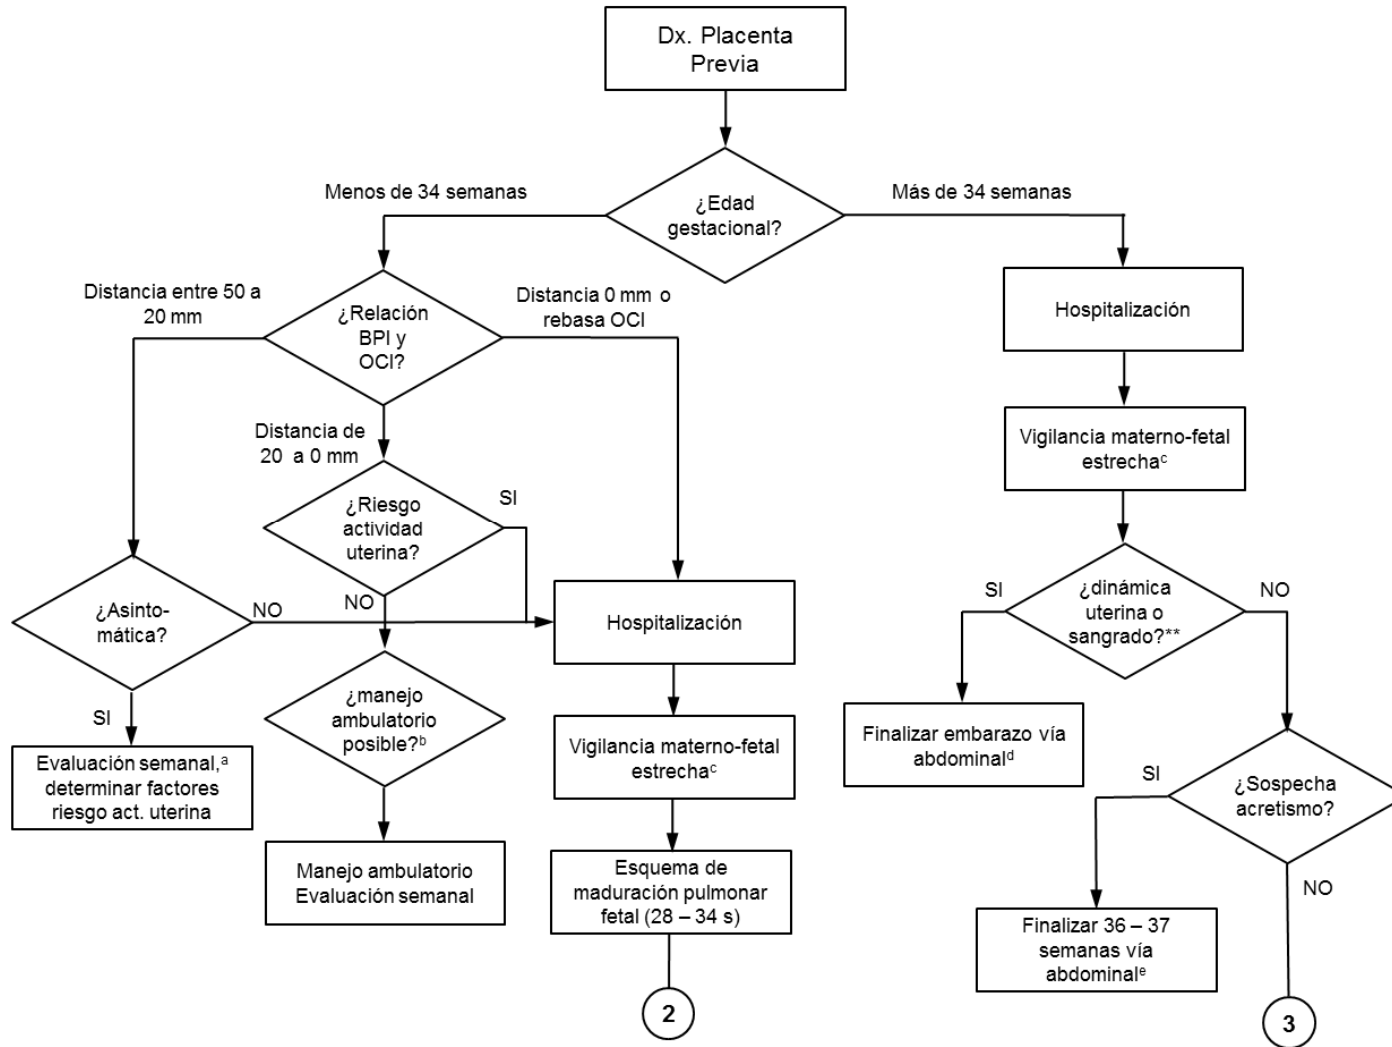 Dx. Placenta
Previa
¿Edad
gestacional?
Menos de 34 semanas
Más de 34 semanas
¿Relación
BPI y
OCI?
Distancia entre 50 a
20 mm
Distancia 0 mm o
rebasa OCI
Distancia de
20 a 0 mm
¿Riesgo
actividad
uterina?
SI
NO
¿Asinto-
mática?
NO
SI
Evaluación semanal,ᵃ
determinar factores
riesgo act. uterina
¿manejo
ambulatorio
posible?ᵇ
Manejo ambulatorio
Evaluación semanal
Hospitalización
Vigilancia materno-fetal
estrechaᶜ
Esquema de
maduración pulmonar
fetal (28 – 34 s)
2
Hospitalización
Vigilancia materno-fetal
estrechaᶜ
¿dinámica
uterina o
sangrado?**
SI
NO
Finalizar embarazo vía
abdominalᵈ
¿Sospecha
acretismo?
SI
NO
Finalizar 36 – 37
semanas vía
abdominalᵉ
3